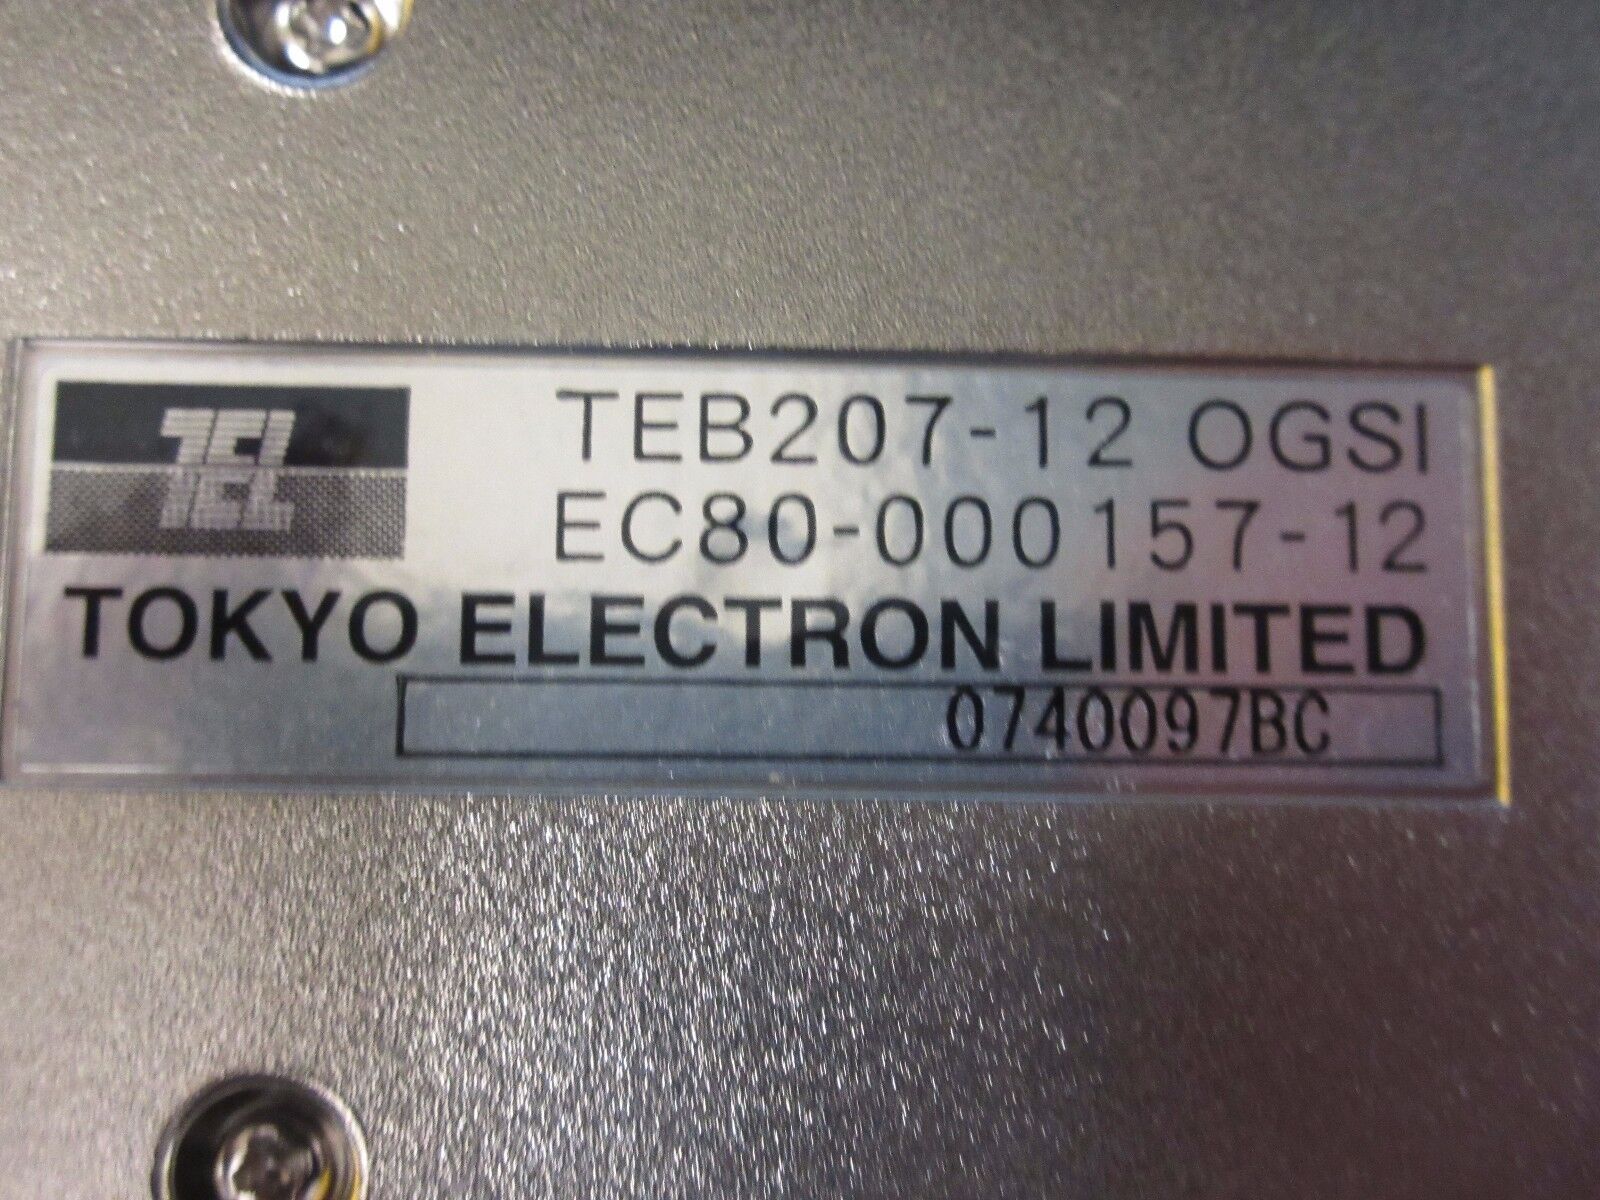 TEL
TEB207-12 OGSI
EC80-000157-12
TOKYO ELECTRON LIMITED
0740097BC